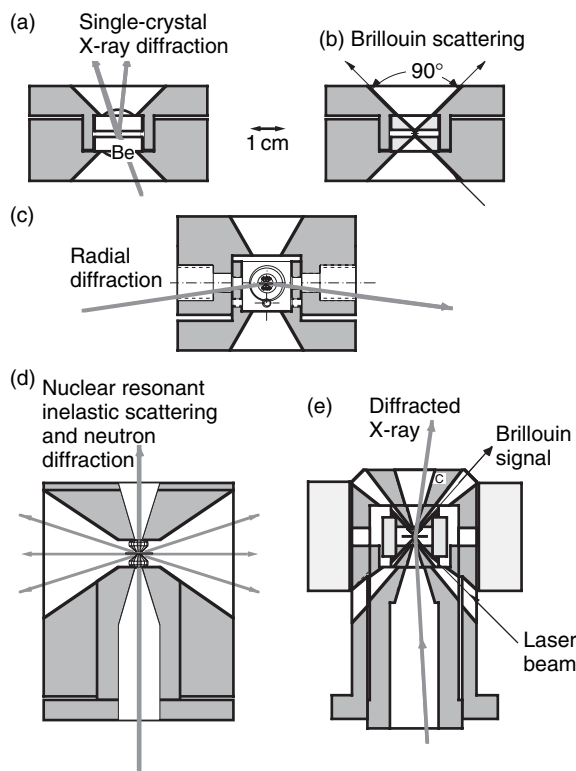 (a)
Single-crystal
X-ray diffraction
Be
1 cm
(b) Brillouin scattering
90°
(c)
Radial
diffraction
(d)
Nuclear resonant
inelastic scattering
and neutron
diffraction
(e)
Diffracted
X-ray
C
Brillouin
signal
Laser
beam